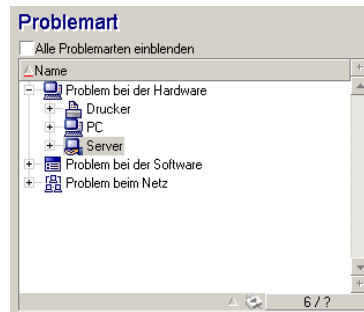 Problemart
Alle Problemarten einblenden
Name
Problem bei der Hardware
Drucker
PC
Server
Problem bei der Software
Problem beim Netz
6 / ?